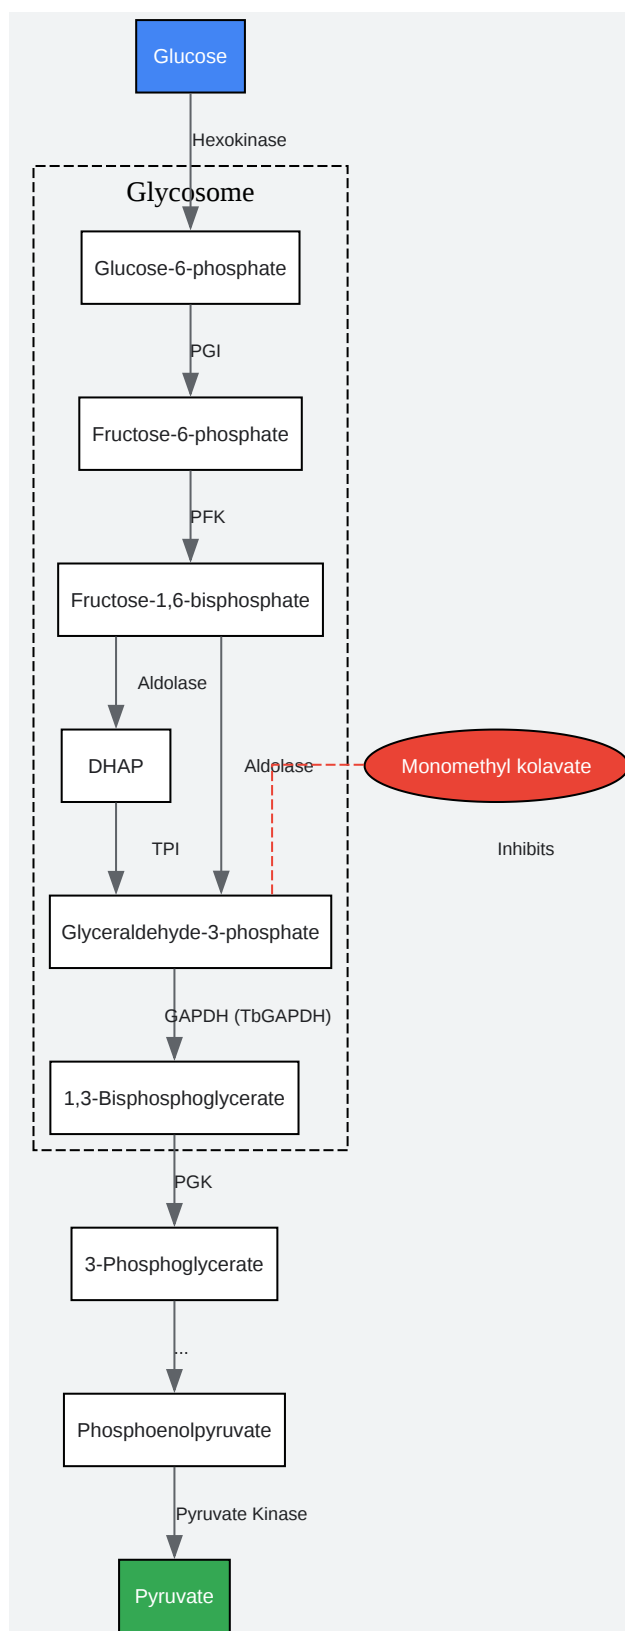 Glucose
Hexokinase
Glycosome
Glucose-6-phosphate
PGI
Fructose-6-phosphate
PFK
Fructose-1,6-bisphosphate
Aldolase
DHAP
Aldolase
Monomethyl kolavate
TPI
Inhibits
Glyceraldehyde-3-phosphate
GAPDH (TbGAPDH)
1,3-Bisphosphoglycerate
PGK
3-Phosphoglycerate
...
Phosphoenolpyruvate
Pyruvate Kinase
Pyruvate